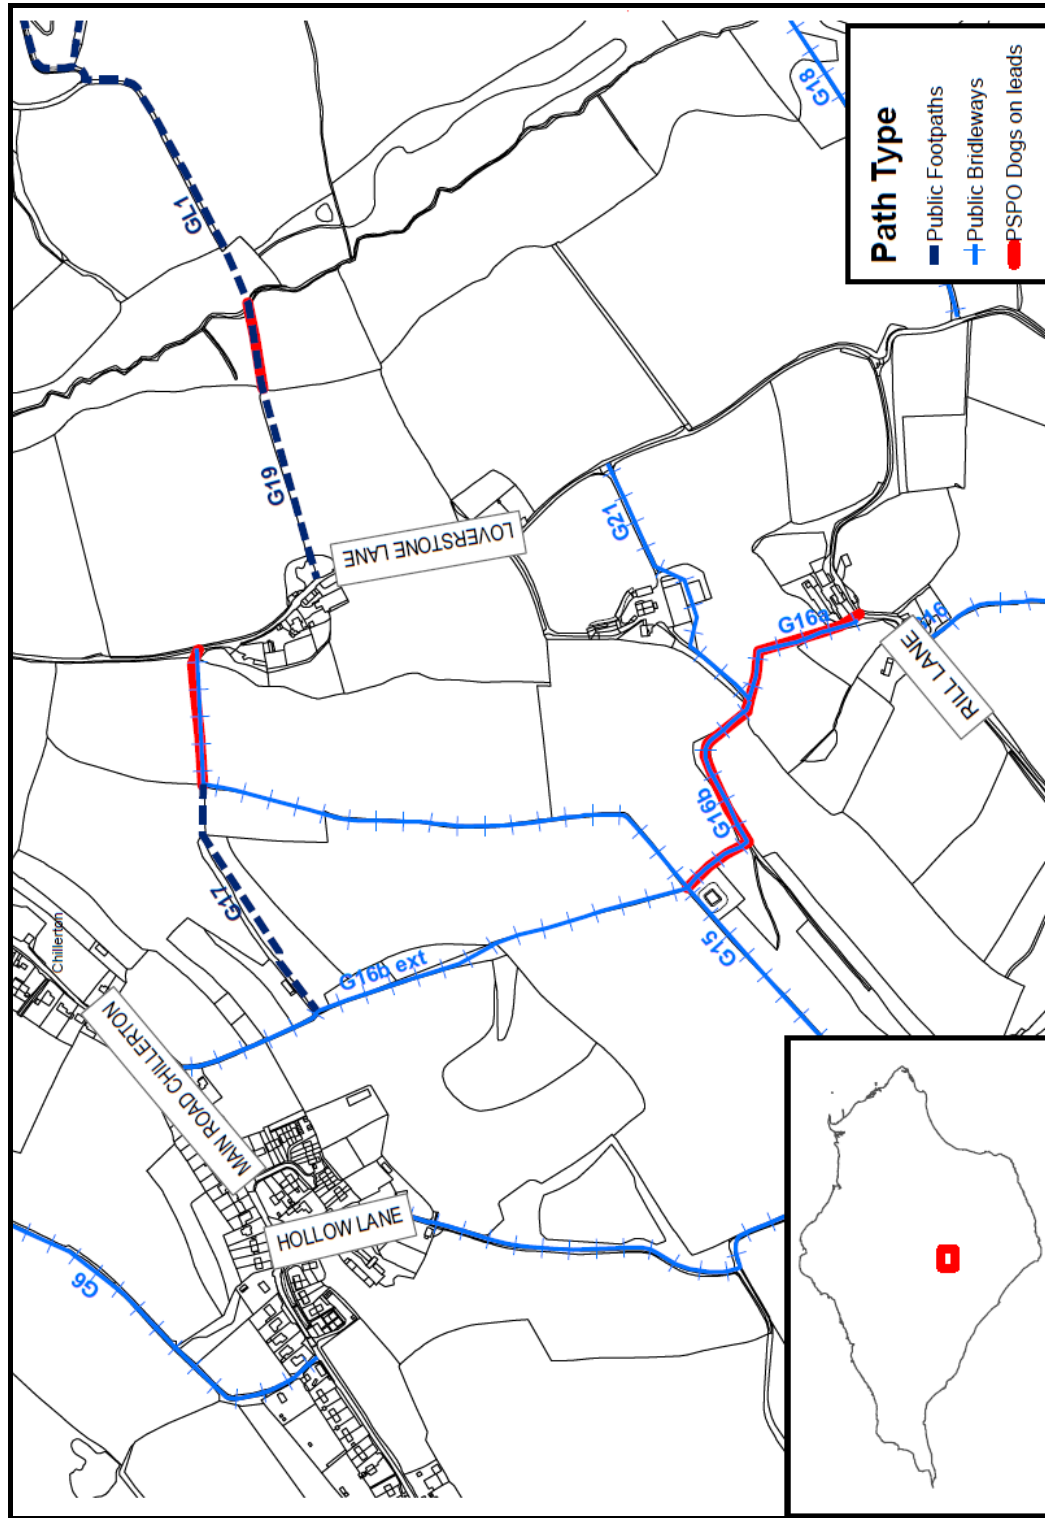 Path Type
Public Footpaths
Public Bridleways
PSPO Dogs on leads
GL1
G18
G19
LOVERSTONE LANE
G21
G16a
G16
RILL LANE
G16b
G17
G16b ext
G15
Chillerton
MAIN ROAD CHILLERTON
HOLLOW LANE
G6